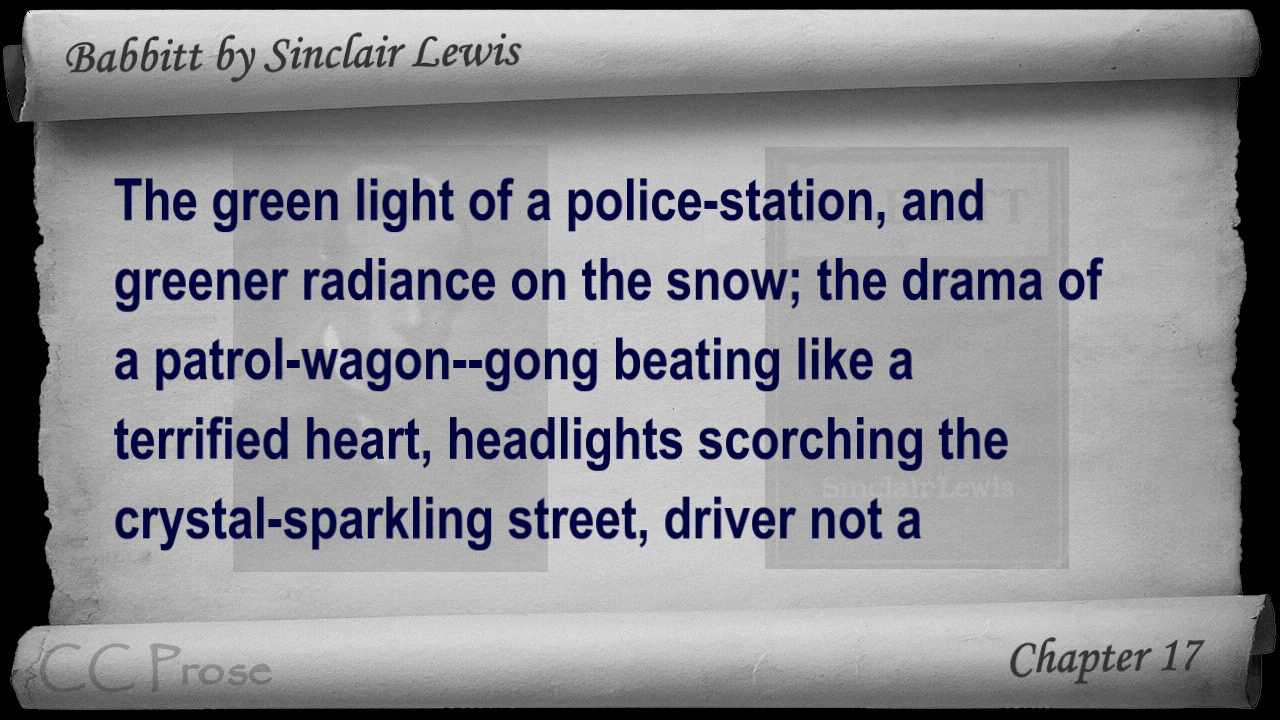 Babbitt by Sinclair Lewis
The green light of a police-station, and
greener radiance on the snow; the drama of
a patrol-wagon--gong beating like a
terrified heart, headlights scorching the
crystal-sparkling street, driver not a
Sinclair Lewis
CC Prose
Chapter 17